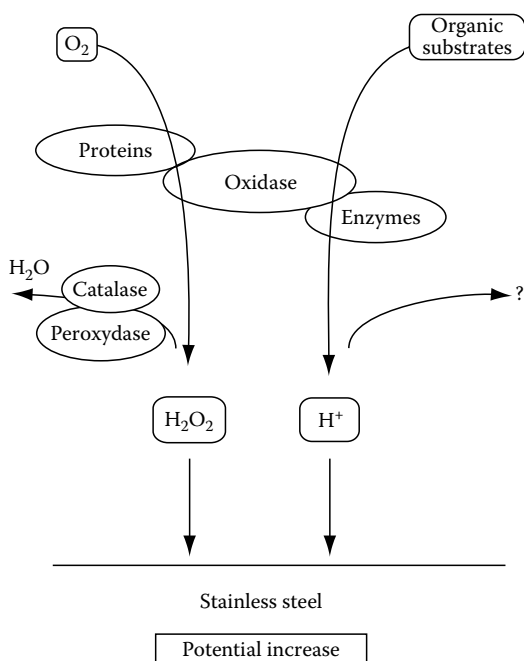 O₂
Organic
substrates
Proteins
Oxidase
Enzymes
H₂O
Catalase
?
Peroxydase
H₂O₂
H⁺
Stainless steel
Potential increase